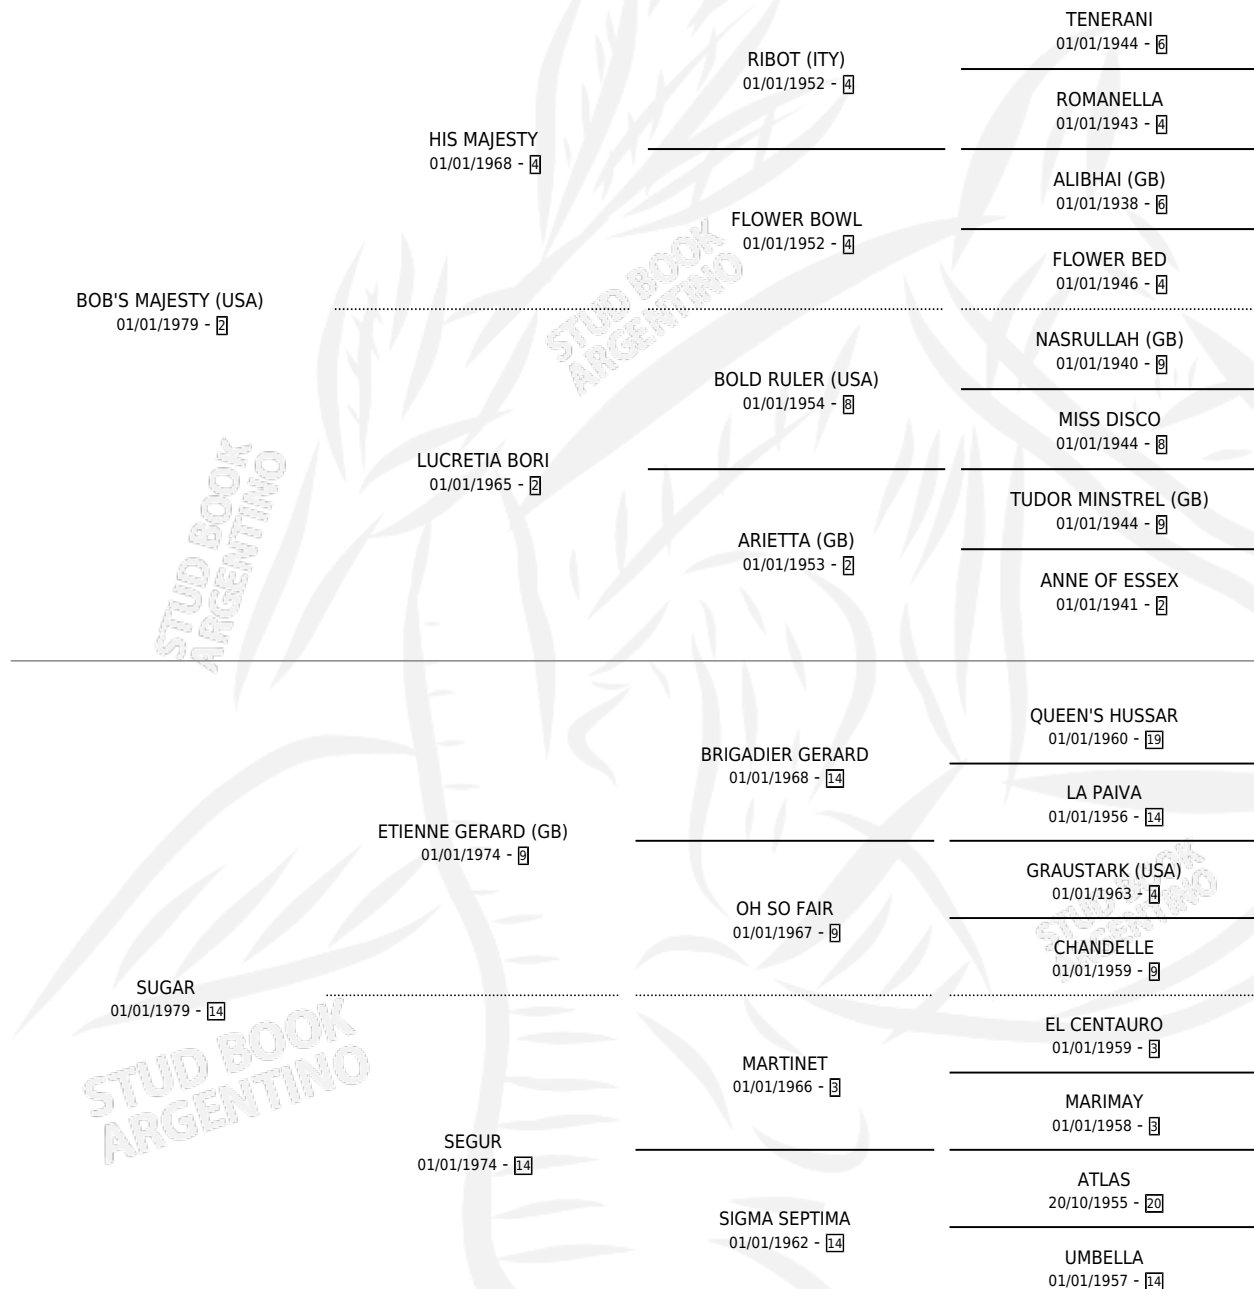 TENERANI
01/01/1944 - 6
RIBOT (ITY)
01/01/1952 - 4
ROMANELLA
01/01/1943 - 4
HIS MAJESTY
01/01/1968 - 4
ALIBHAI (GB)
01/01/1938 - 6
FLOWER BOWL
01/01/1952 - 4
FLOWER BED
01/01/1946 - 4
BOB'S MAJESTY (USA)
01/01/1979 - 2
STUD BOOK
ARGENTINO
NASRULLAH (GB)
01/01/1940 - 9
BOLD RULER (USA)
01/01/1954 - 8
MISS DISCO
01/01/1944 - 8
LUCRETIA BORI
01/01/1965 - 2
TUDOR MINSTREL (GB)
01/01/1944 - 9
ARIETTA (GB)
01/01/1953 - 2
ANNE OF ESSEX
01/01/1941 - 2
STUD BOOK
ARGENTINO
QUEEN'S HUSSAR
01/01/1960 - 19
BRIGADIER GERARD
01/01/1968 - 14
LA PAIVA
01/01/1956 - 14
ETIENNE GERARD (GB)
01/01/1974 - 9
GRAUSTARK (USA)
01/01/1963 - 4
OH SO FAIR
01/01/1967 - 9
STUD BOOK
ARGENTINO
CHANDELLE
01/01/1959 - 9
SUGAR
01/01/1979 - 14
STUD BOOK
ARGENTINO
EL CENTAURO
01/01/1959 - 3
MARTINET
01/01/1966 - 3
MARIMAY
01/01/1958 - 3
SEGUR
01/01/1974 - 14
ATLAS
20/10/1955 - 20
SIGMA SEPTIMA
01/01/1962 - 14
UMBELLA
01/01/1957 - 14